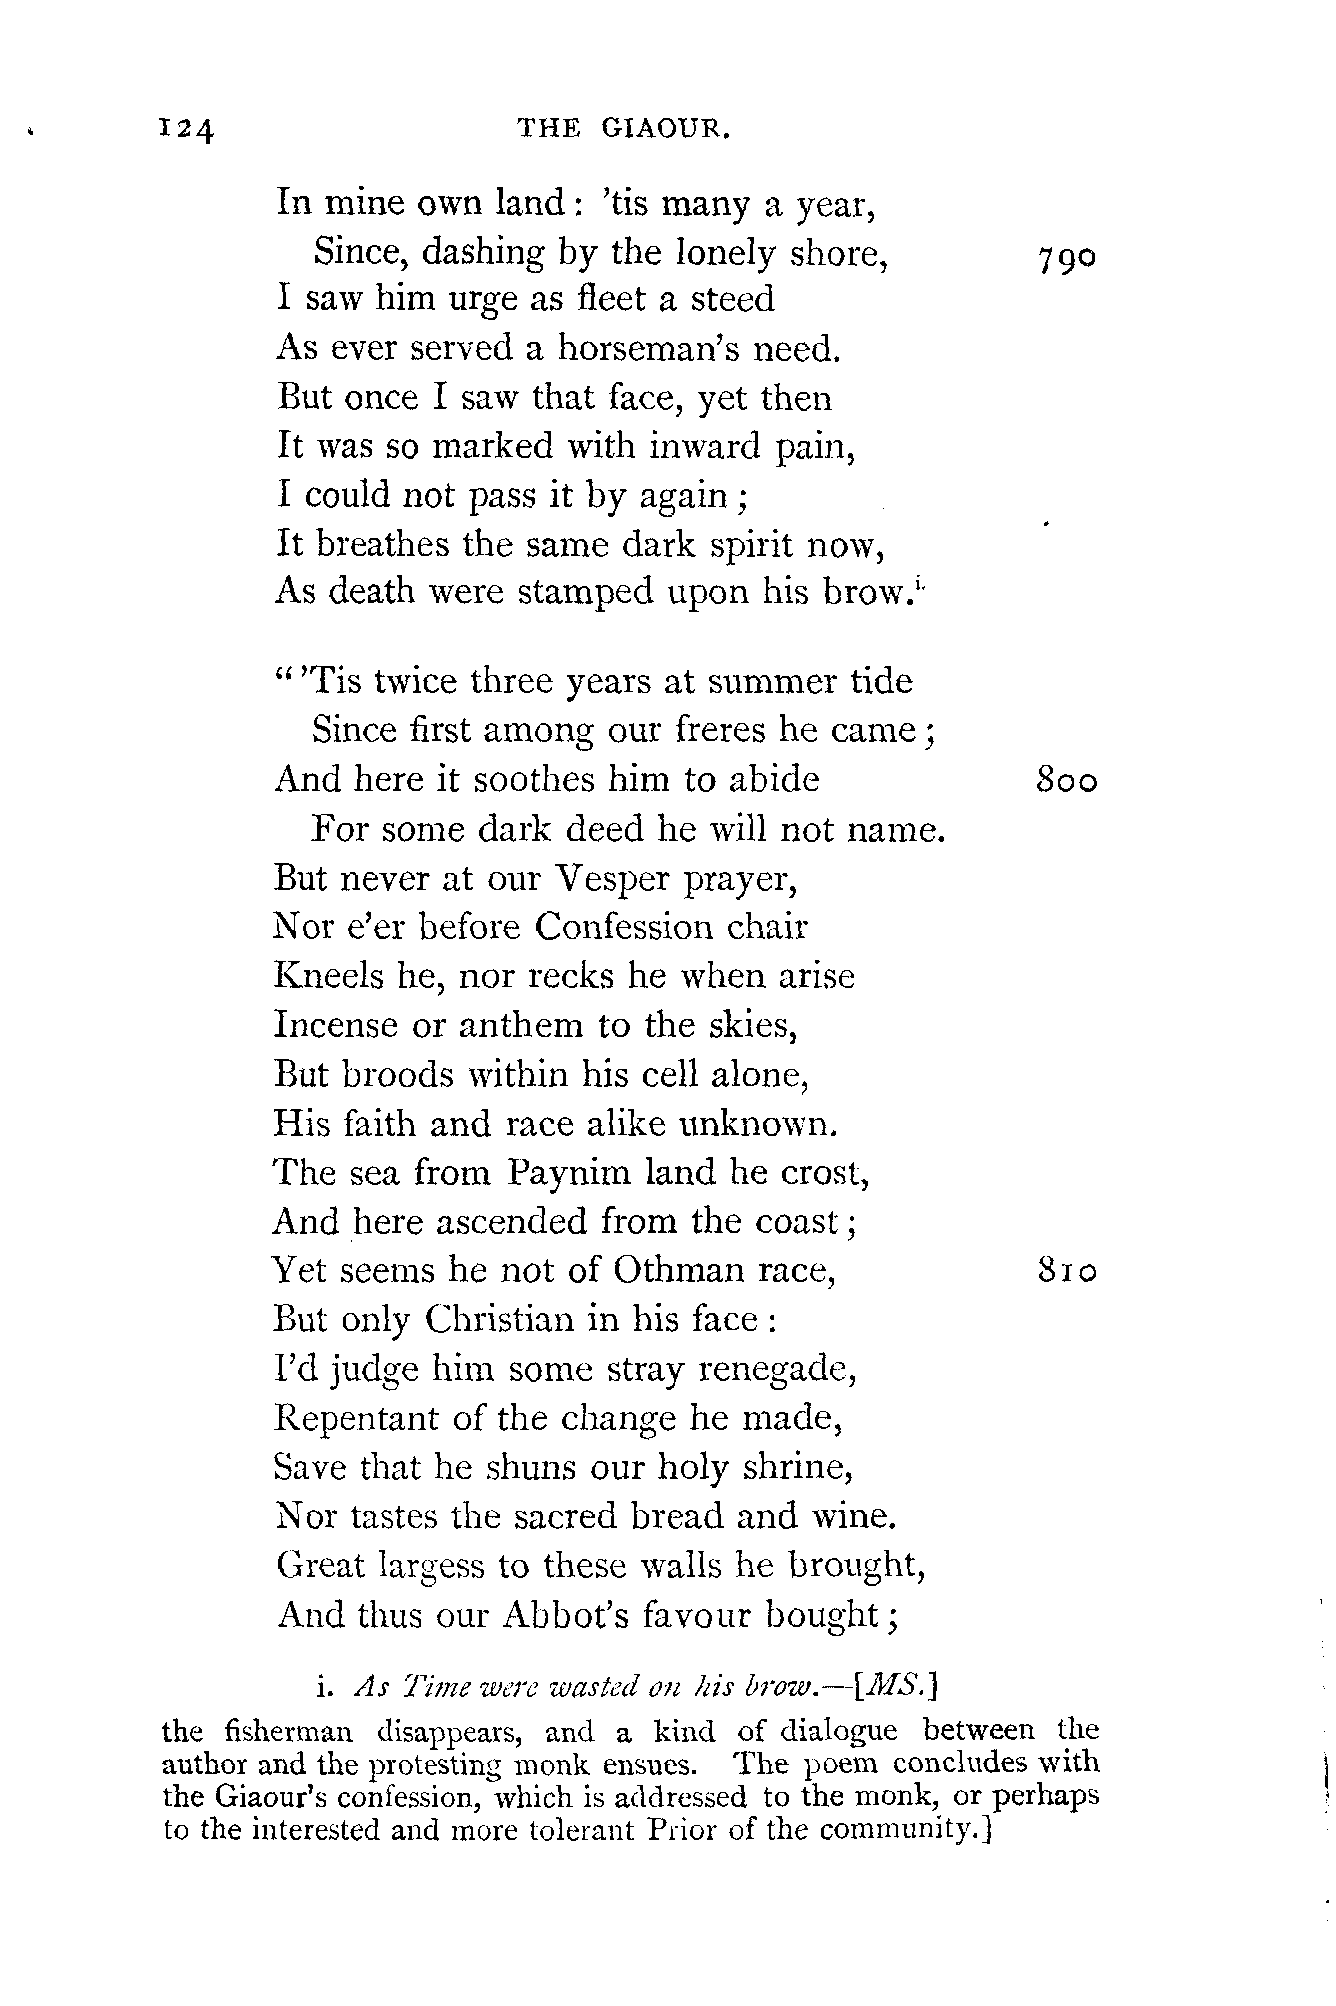 124 THE GIAOUR.
In mine own land : 'tis many a year,
Since, dashing by the lonely shore, 790
I saw him urge as fleet a steed
As ever served a horseman's need.
But once I saw that face, yet then
It was so marked with inward pain,
I could not pass it by again ;
It breathes the same dark spirit now,
As death were stamped upon his brow.i.
" 'Tis twice three years at summer tide
Since first among our freres he came ;
And here it soothes him to abide 800
For some dark deed he will not name.
But never at our Vesper prayer,
Nor e'er before Confession chair
Kneels he, nor recks he when arise
Incense or anthem to the skies,
But broods within his cell alone,
His faith and race alike unknown.
The sea from Paynim land he crost,
And here ascended from the coast ;
Yet seems he not of Othman race, 810
But only Christian in his face :
I'd judge him some stray renegade,
Repentant of the change he made,
Save that he shuns our holy shrine,
Nor tastes the sacred bread and wine.
Great largess to these walls he brought,
And thus our Abbot's favour bought ;
i. As Time were wasted on his brow.—[MS.]
the fisherman disappears, and a kind of dialogue between the
author and the protesting monk ensues. The poem concludes with
the Giaour's confession, which is addressed to the monk, or perhaps
to the interested and more tolerant Prior of the community.]